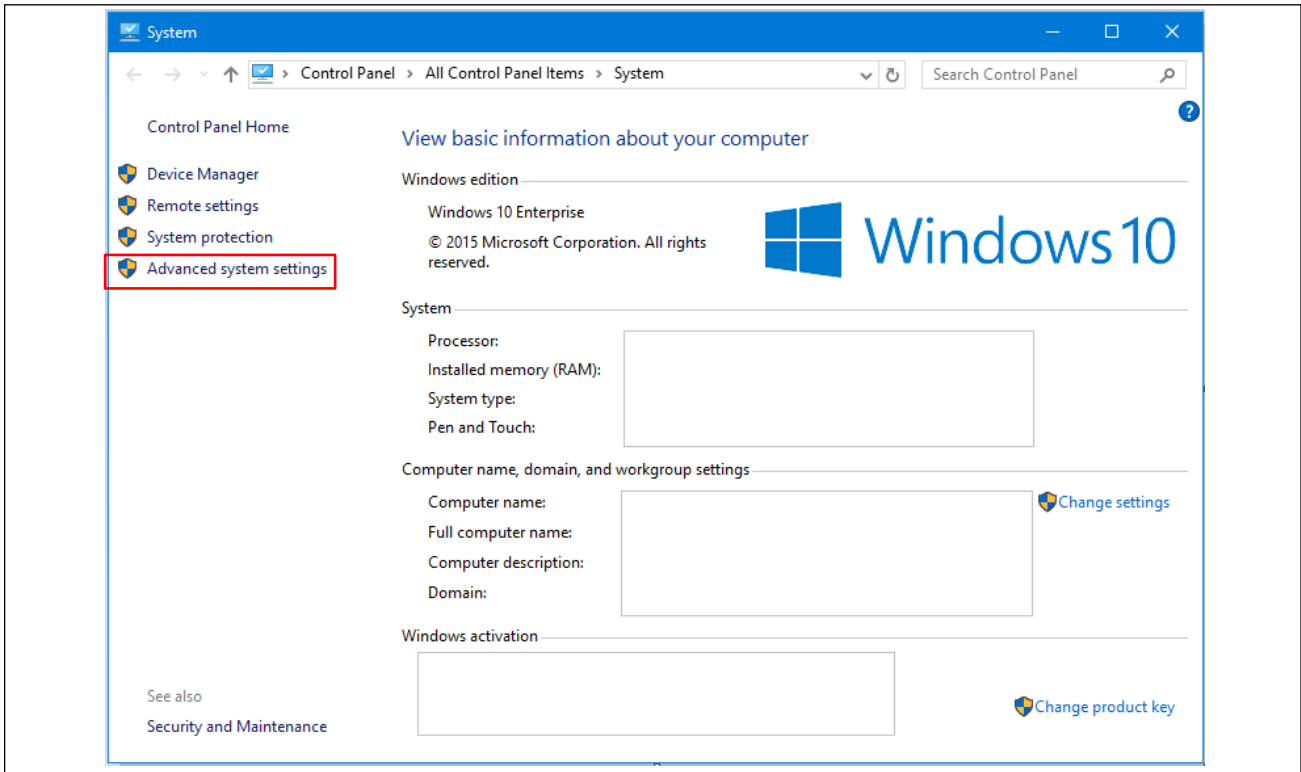 System
Control Panel > All Control Panel Items > System
Search Control Panel
?
Control Panel Home
Device Manager
Remote settings
System protection
Advanced system settings
See also
Security and Maintenance
View basic information about your computer
Windows edition
Windows 10 Enterprise
© 2015 Microsoft Corporation. All rights
reserved.
Windows 10
System
Processor:
Installed memory (RAM):
System type:
Pen and Touch:
Computer name, domain, and workgroup settings
Computer name:
Change settings
Full computer name:
Computer description:
Domain:
Windows activation
Change product key